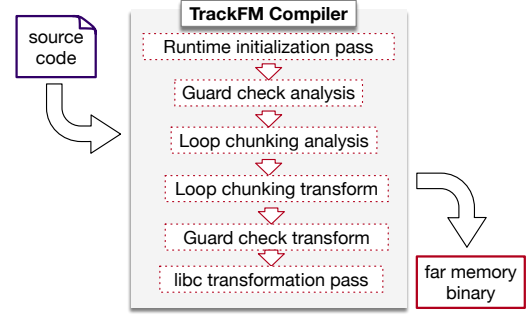 TrackFM Compiler
source
code
Runtime initialization pass
Guard check analysis
Loop chunking analysis
Loop chunking transform
Guard check transform
libc transformation pass
far memory
binary